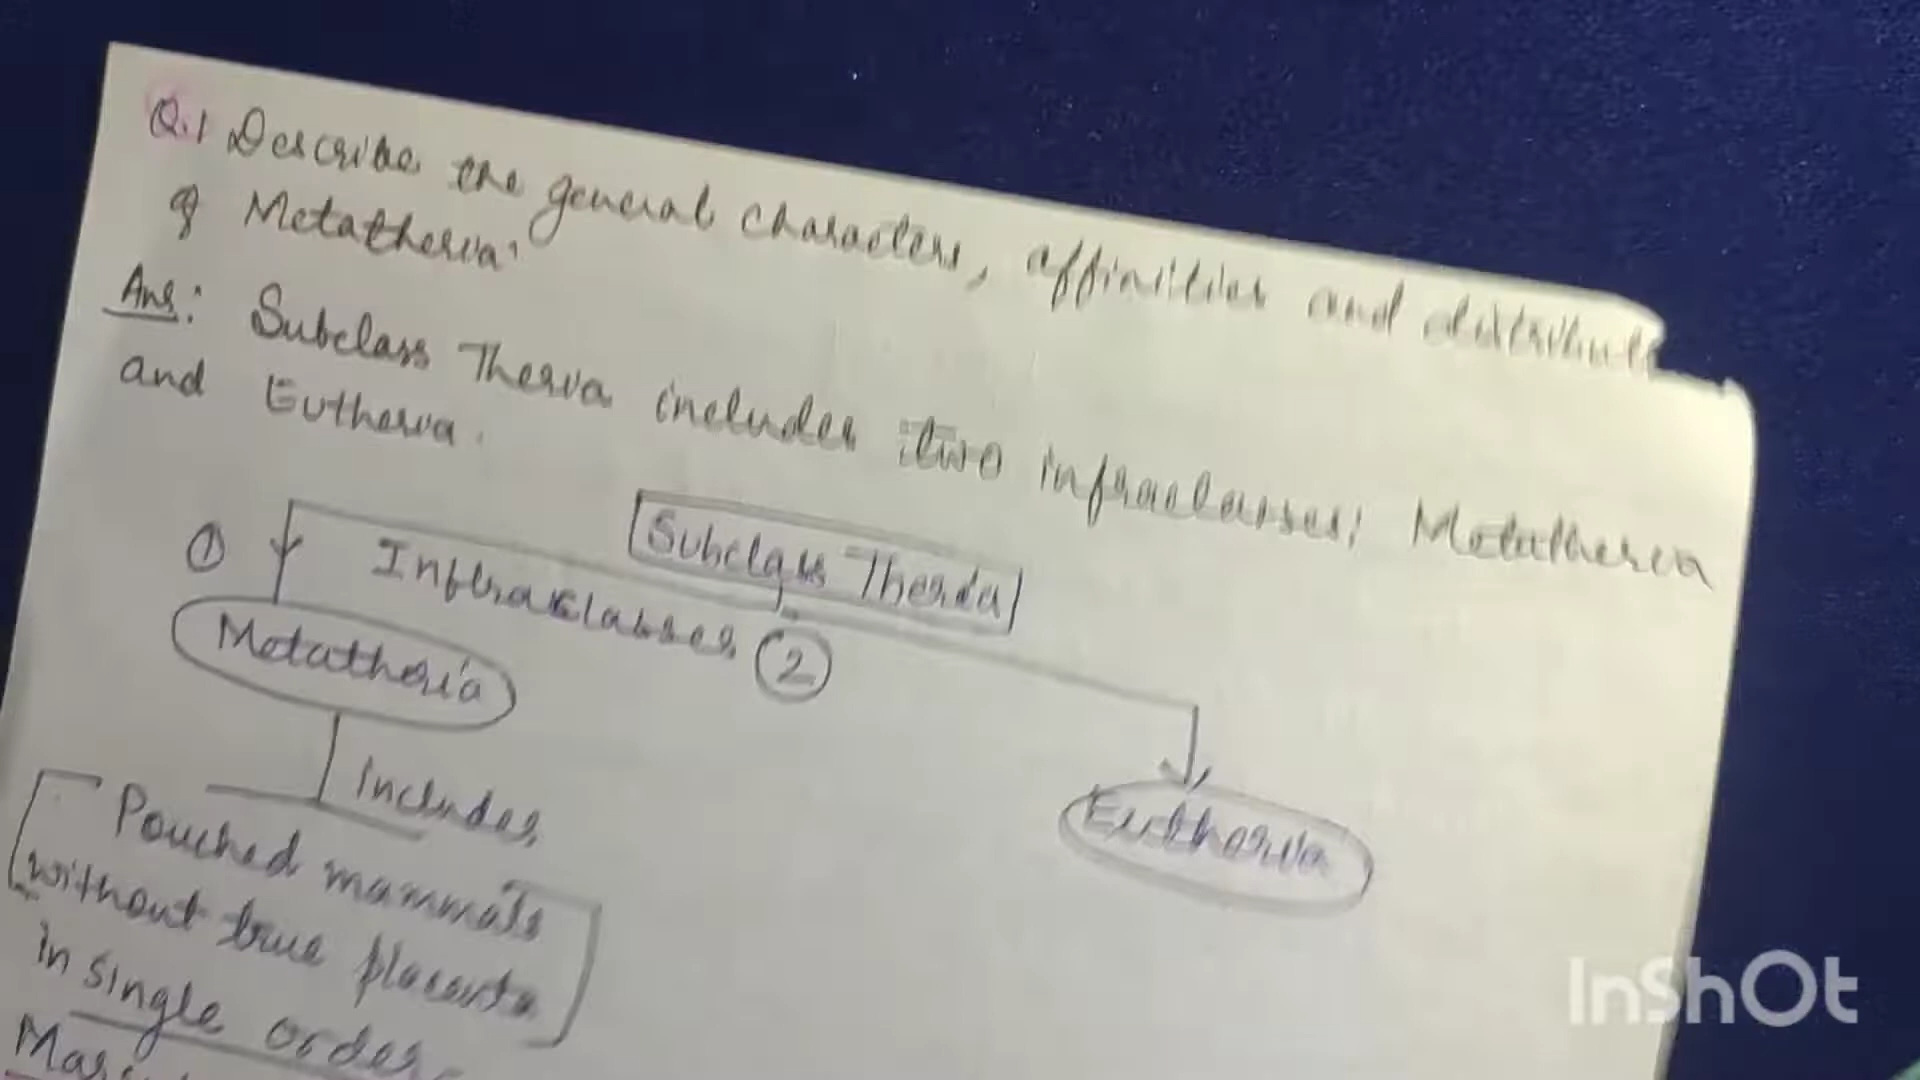 Q.1 Describe the general characters, affinities and distribut
of Metatheria.
Ans: Subclass Theria includes two infraclasses: Metatheria
and Eutheria.
Subclass Theria
① Infraclasses ②
Metatheria
Eutheria
Includes
Pouched mammals
without true placenta
in single order
InShOt